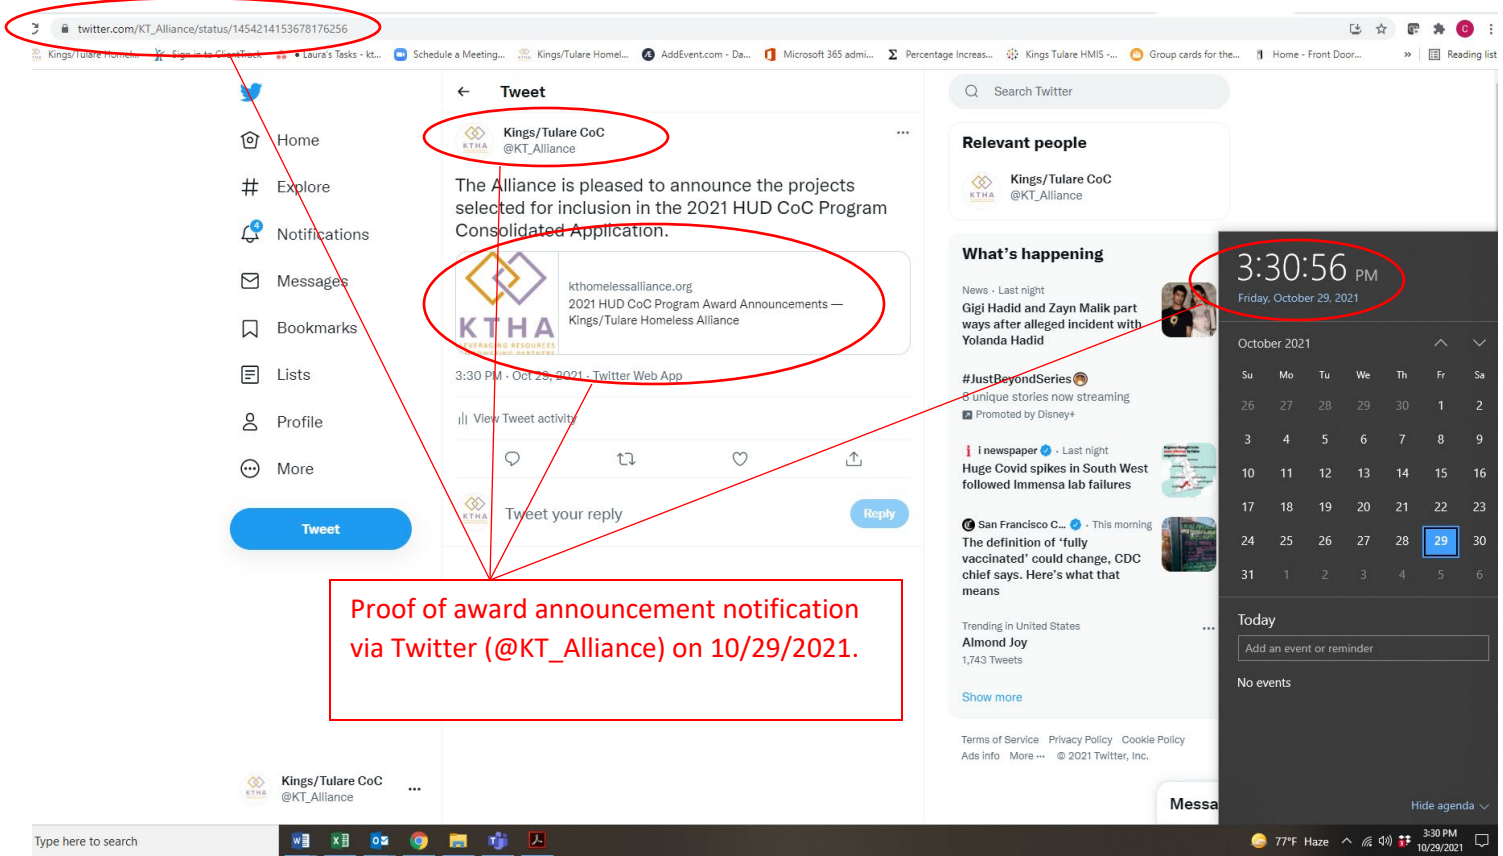 twitter.com/KT_Alliance/status/1454214153678176256
Kings/Tulare Homel... Sign in to ClientTrack • Laura's Tasks - kt... Schedule a Meeting... Kings/Tulare Homel... AddEvent.com - Da... Microsoft 365 admi... Percentage Increas... Kings Tulare HMIS -... Group cards for the... Home - Front Door... » Reading list
Home
Explore
4
Notifications
Messages
Bookmarks
Lists
Profile
More
Tweet
Kings/Tulare CoC
@KT_Alliance
← Tweet
KTHA
Kings/Tulare CoC
@KT_Alliance
The Alliance is pleased to announce the projects
selected for inclusion in the 2021 HUD CoC Program
Consolidated Application.
KTHA
LEVERAGING RESOURCES
EMPOWERING PARTNERS
kthomelessalliance.org
2021 HUD CoC Program Award Announcements —
Kings/Tulare Homeless Alliance
3:30 PM · Oct 29, 2021 · Twitter Web App
View Tweet activity
KTHA
Tweet your reply
Reply
Proof of award announcement notification
via Twitter (@KT_Alliance) on 10/29/2021.
Search Twitter
Relevant people
KTHA
Kings/Tulare CoC
@KT_Alliance
What's happening
News · Last night
Gigi Hadid and Zayn Malik part
ways after alleged incident with
Yolanda Hadid
#JustBeyondSeries
8 unique stories now streaming
Promoted by Disney+
i newspaper · Last night
Huge Covid spikes in South West
followed Immensa lab failures
San Francisco C... · This morning
The definition of 'fully
vaccinated' could change, CDC
chief says. Here's what that
means
Trending in United States
Almond Joy
1,743 Tweets
Show more
Terms of Service Privacy Policy Cookie Policy
Ads info More ··· © 2021 Twitter, Inc.
Messa
3:30:56 PM
Friday, October 29, 2021
October 2021
Su Mo Tu We Th Fr Sa
26 27 28 29 30 1 2
3 4 5 6 7 8 9
10 11 12 13 14 15 16
17 18 19 20 21 22 23
24 25 26 27 28 29 30
31 1 2 3 4 5 6
Today
Add an event or reminder
No events
Hide agenda
Type here to search
77°F Haze
3:30 PM
10/29/2021